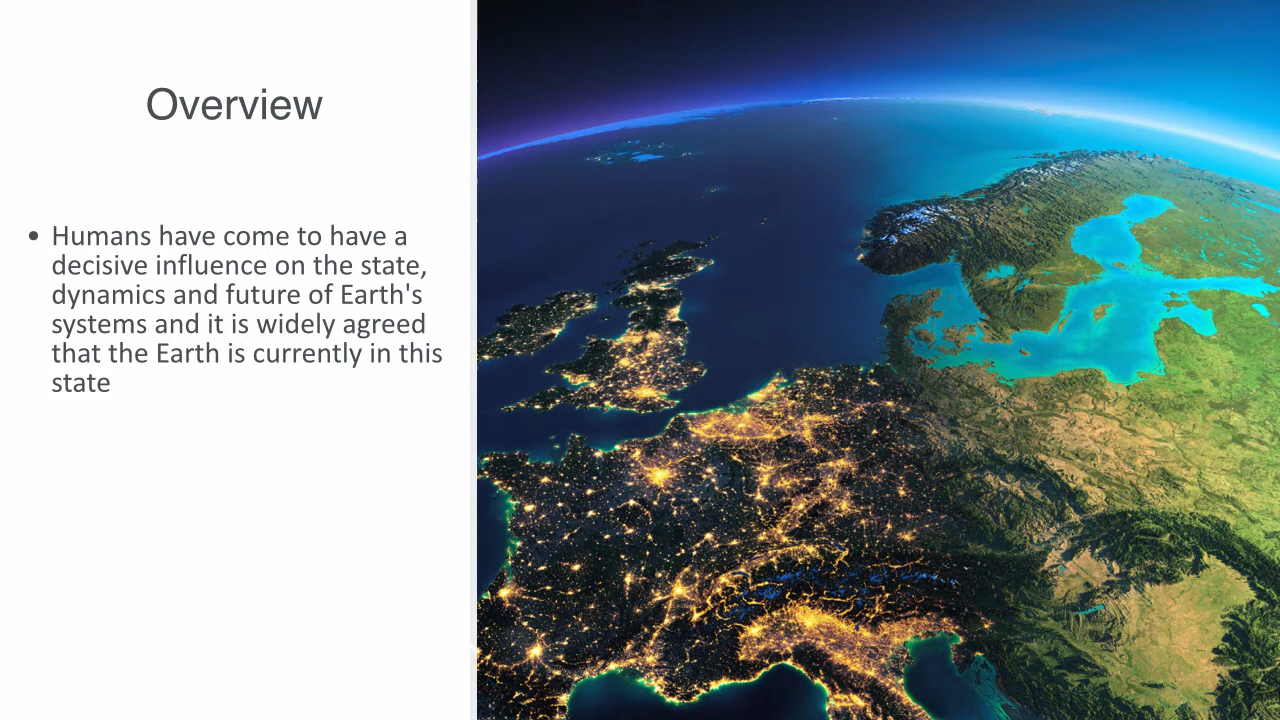 Overview
• Humans have come to have a
decisive influence on the state,
dynamics and future of Earth's
systems and it is widely agreed
that the Earth is currently in this
state